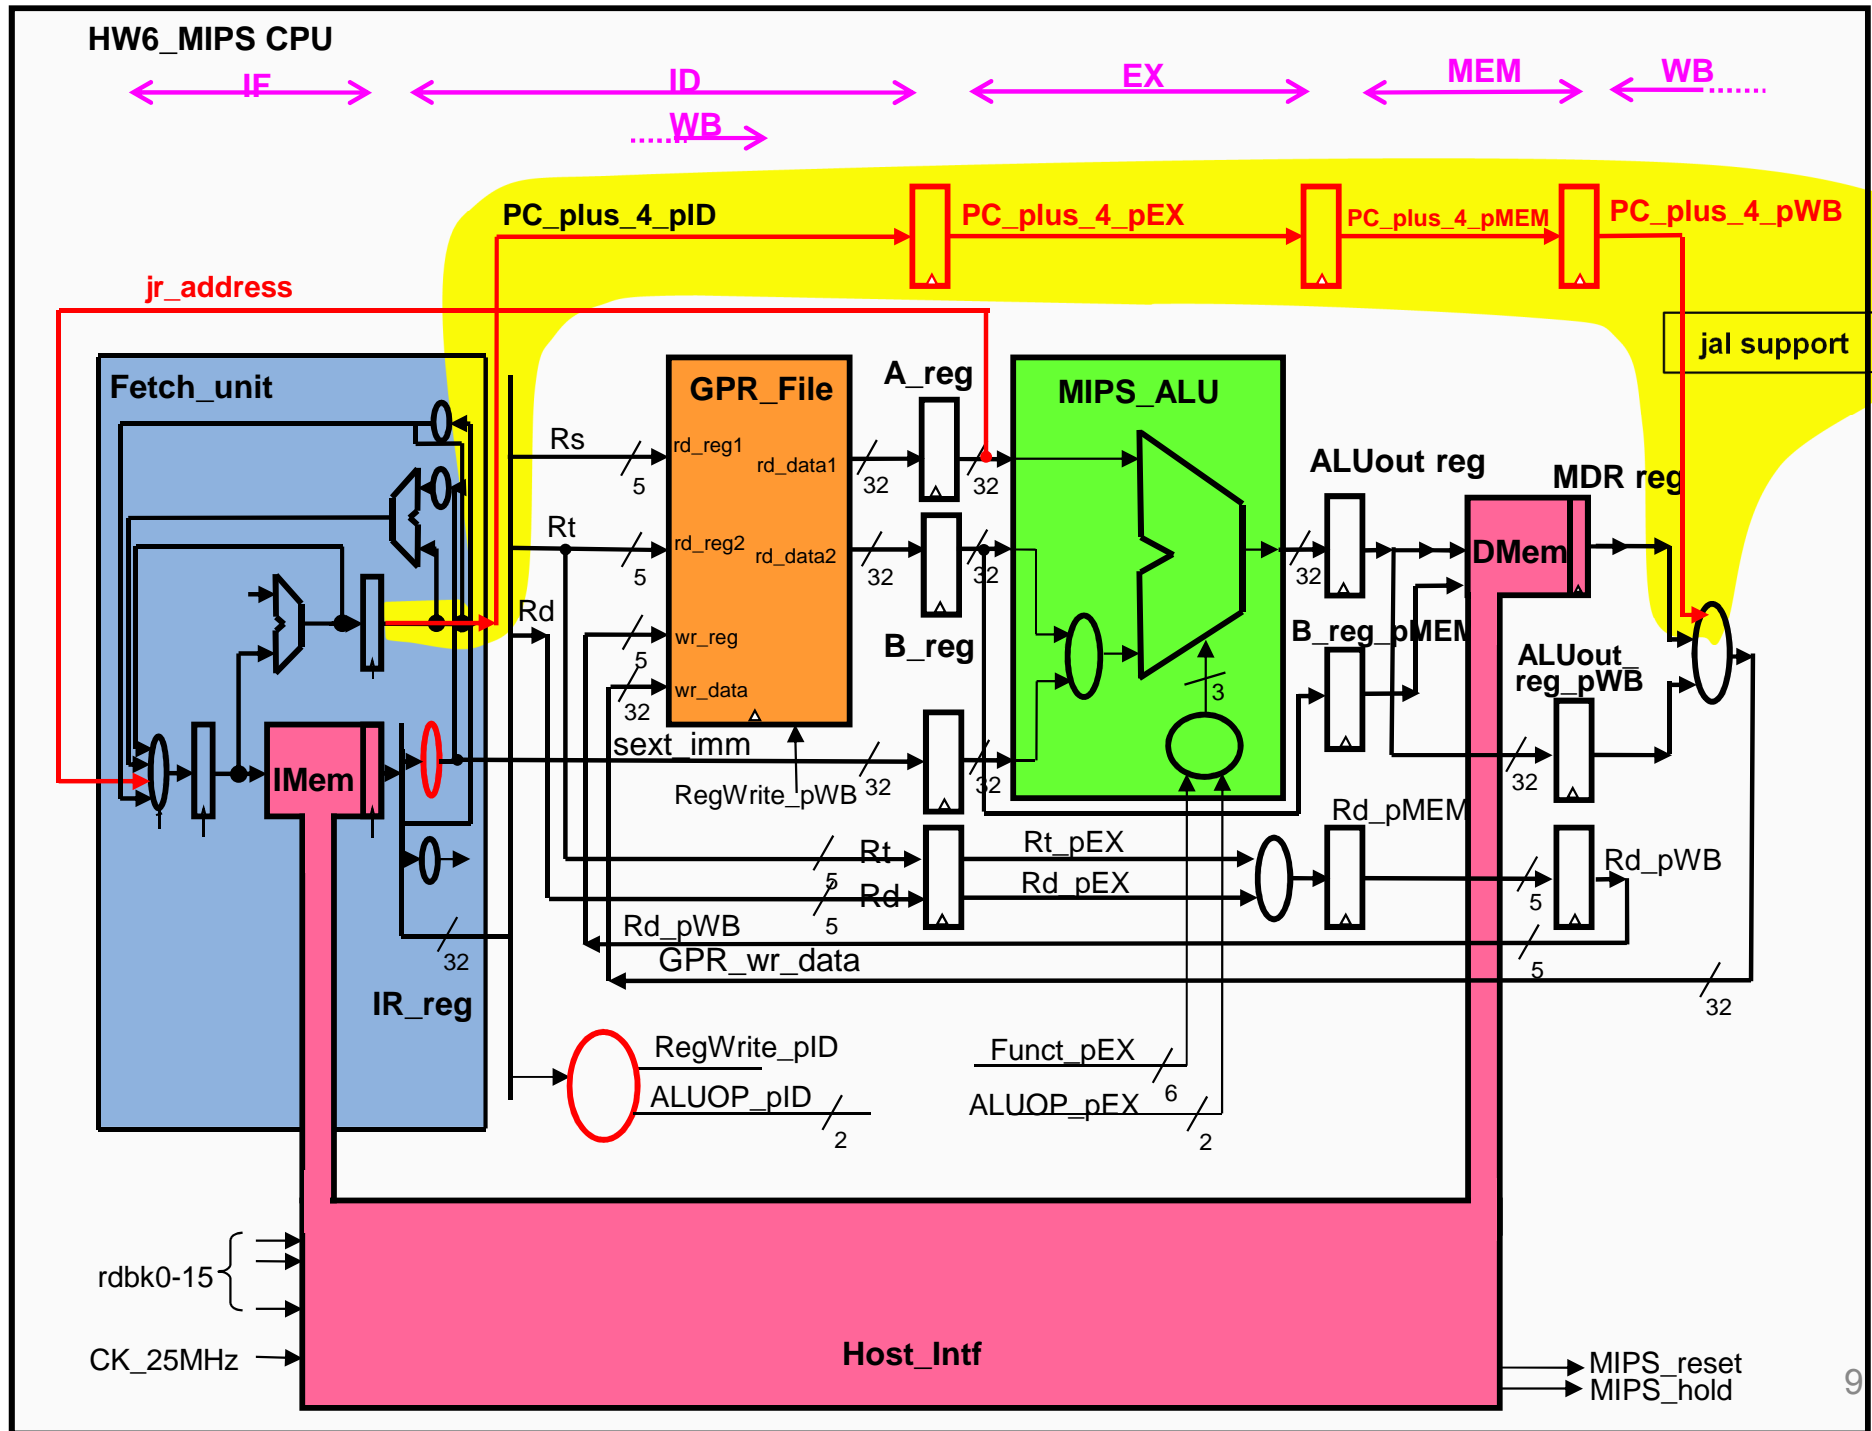 HW6_MIPS CPU
IF
ID
EX
MEM
WB
WB
PC_plus_4_pID
PC_plus_4_pEX
PC_plus_4_pMEM
PC_plus_4_pWB
jr_address
jal support
Fetch_unit
GPR_File
A_reg
MIPS_ALU
Rs
rd_reg1
rd_data1
5
32
32
ALUout reg
MDR reg
Rt
rd_reg2
rd_data2
5
32
32
32
DMem
Rd
wr_reg
5
B_reg
B_reg_pMEM
ALUout_
reg_pWB
wr_data
32
3
sext_imm
IMem
RegWrite_pWB
32
32
32
Rd_pMEM
Rt
5
Rt_pEX
Rd_pWB
Rd
5
5
Rd_pEX
5
Rd_pWB
32
GPR_wr_data
5
32
IR_reg
RegWrite_pID
Funct_pEX
6
ALUOP_pID
2
ALUOP_pEX
2
rdbk0-15
CK_25MHz
Host_Intf
MIPS_reset
MIPS_hold
9